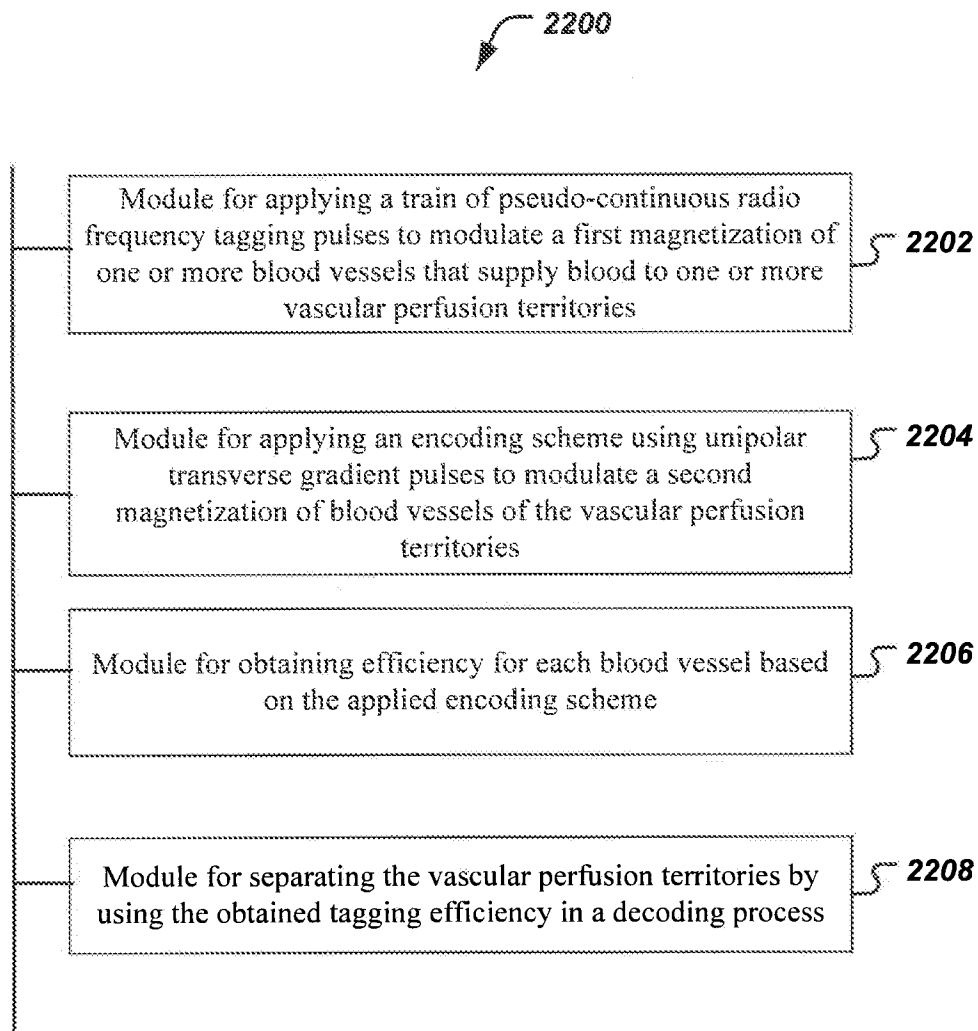 2200
Module for applying a train of pseudo-continuous radio
frequency tagging pulses to modulate a first magnetization of
one or more blood vessels that supply blood to one or more
vascular perfusion territories
2202
Module for applying an encoding scheme using unipolar
transverse gradient pulses to modulate a second
magnetization of blood vessels of the vascular perfusion
territories
2204
Module for obtaining efficiency for each blood vessel based
on the applied encoding scheme
2206
Module for separating the vascular perfusion territories by
using the obtained tagging efficiency in a decoding process
2208